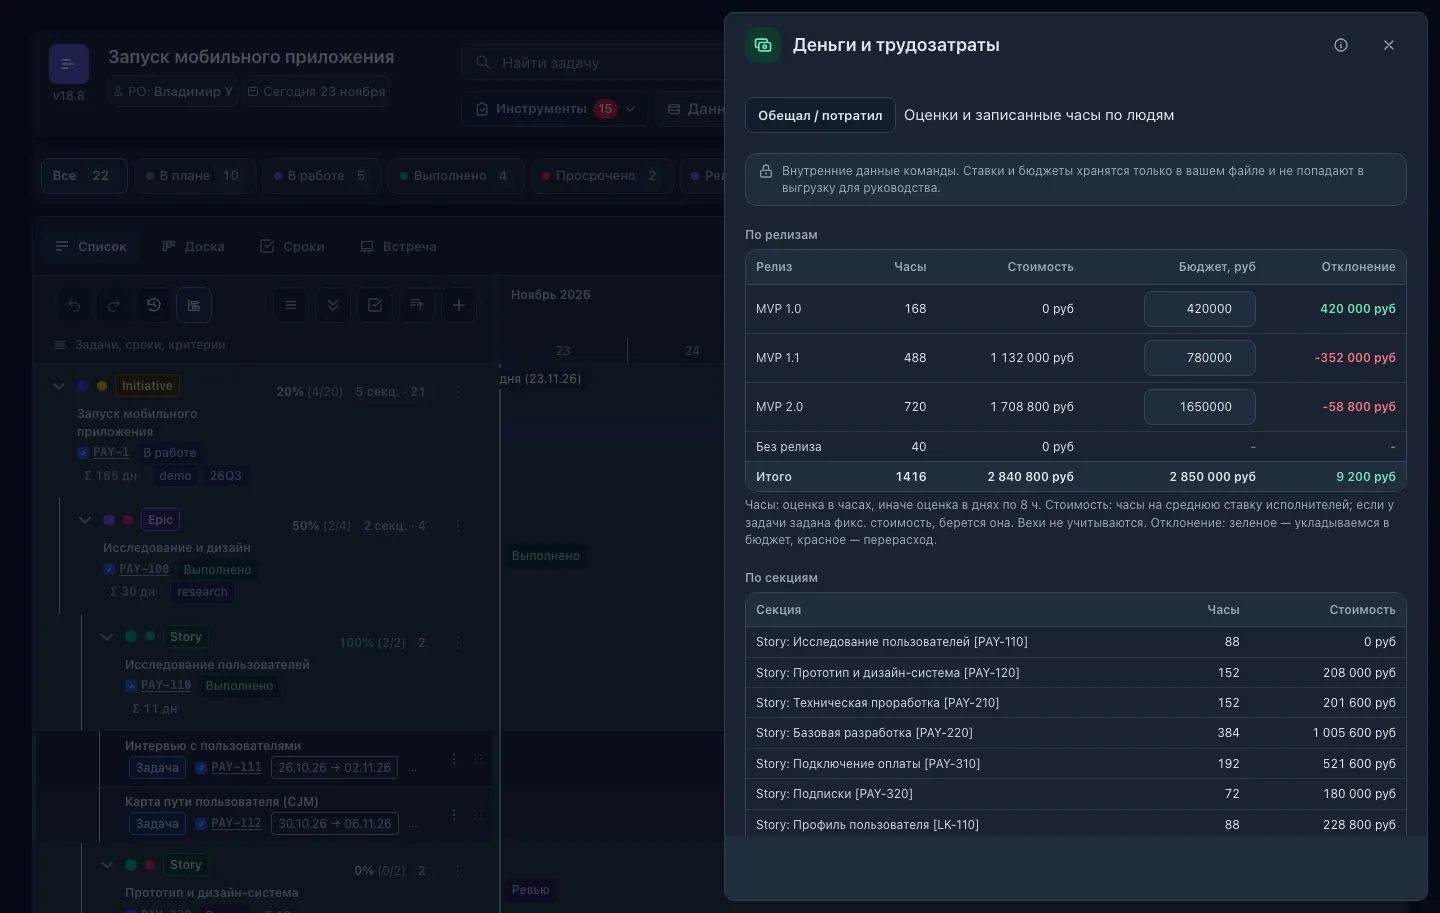 Запуск мобильного приложения
v18.8
РО: Владимир У
Сегодня 23 ноября
Найти задачу
Инструменты 15
Данн
Все 22
В плане 10
В работе 5
Выполнено 4
Просрочено 2
Рев
Список
Доска
Сроки
Встреча
Ноябрь 2026
Задачи, сроки, критерии
23
24
дня (23.11.26)
Initiative
20% (4/20) 5 секц. · 21
Запуск мобильного
приложения
PAY-1 В работе
Σ 165 дн demo 26Q3
Epic
50% (2/4) 2 секц. · 4
Исследование и дизайн
PAY-100 Выполнено
Σ 30 дн research
Выполнено
Story
100% (2/2) 2
Исследование пользователей
PAY-110 Выполнено
Σ 11 дн
Интервью с пользователями
Задача PAY-111 26.10.26 → 02.11.26 ...
Карта пути пользователя (CJM)
Задача PAY-112 30.10.26 → 06.11.26 ...
Story
0% (0/2) 2
Прототип и дизайн-система
Ревью
Деньги и трудозатраты
Обещал / потратил Оценки и записанные часы по людям
Внутренние данные команды. Ставки и бюджеты хранятся только в вашем файле и не попадают в
выгрузку для руководства.
По релизам
Релиз Часы Стоимость Бюджет, руб Отклонение
MVP 1.0 168 0 руб 420000 420 000 руб
MVP 1.1 488 1 132 000 руб 780000 -352 000 руб
MVP 2.0 720 1 708 800 руб 1650000 -58 800 руб
Без релиза 40 0 руб - -
Итого 1416 2 840 800 руб 2 850 000 руб 9 200 руб
Часы: оценка в часах, иначе оценка в днях по 8 ч. Стоимость: часы на среднюю ставку исполнителей; если у
задачи задана фикс. стоимость, берется она. Вехи не учитываются. Отклонение: зеленое — укладываемся в
бюджет, красное — перерасход.
По секциям
Секция Часы Стоимость
Story: Исследование пользователей [PAY-110] 88 0 руб
Story: Прототип и дизайн-система [PAY-120] 152 208 000 руб
Story: Техническая проработка [PAY-210] 152 201 600 руб
Story: Базовая разработка [PAY-220] 384 1 005 600 руб
Story: Подключение оплаты [PAY-310] 192 521 600 руб
Story: Подписки [PAY-320] 72 180 000 руб
Story: Профиль пользователя [LK-110] 88 228 800 руб